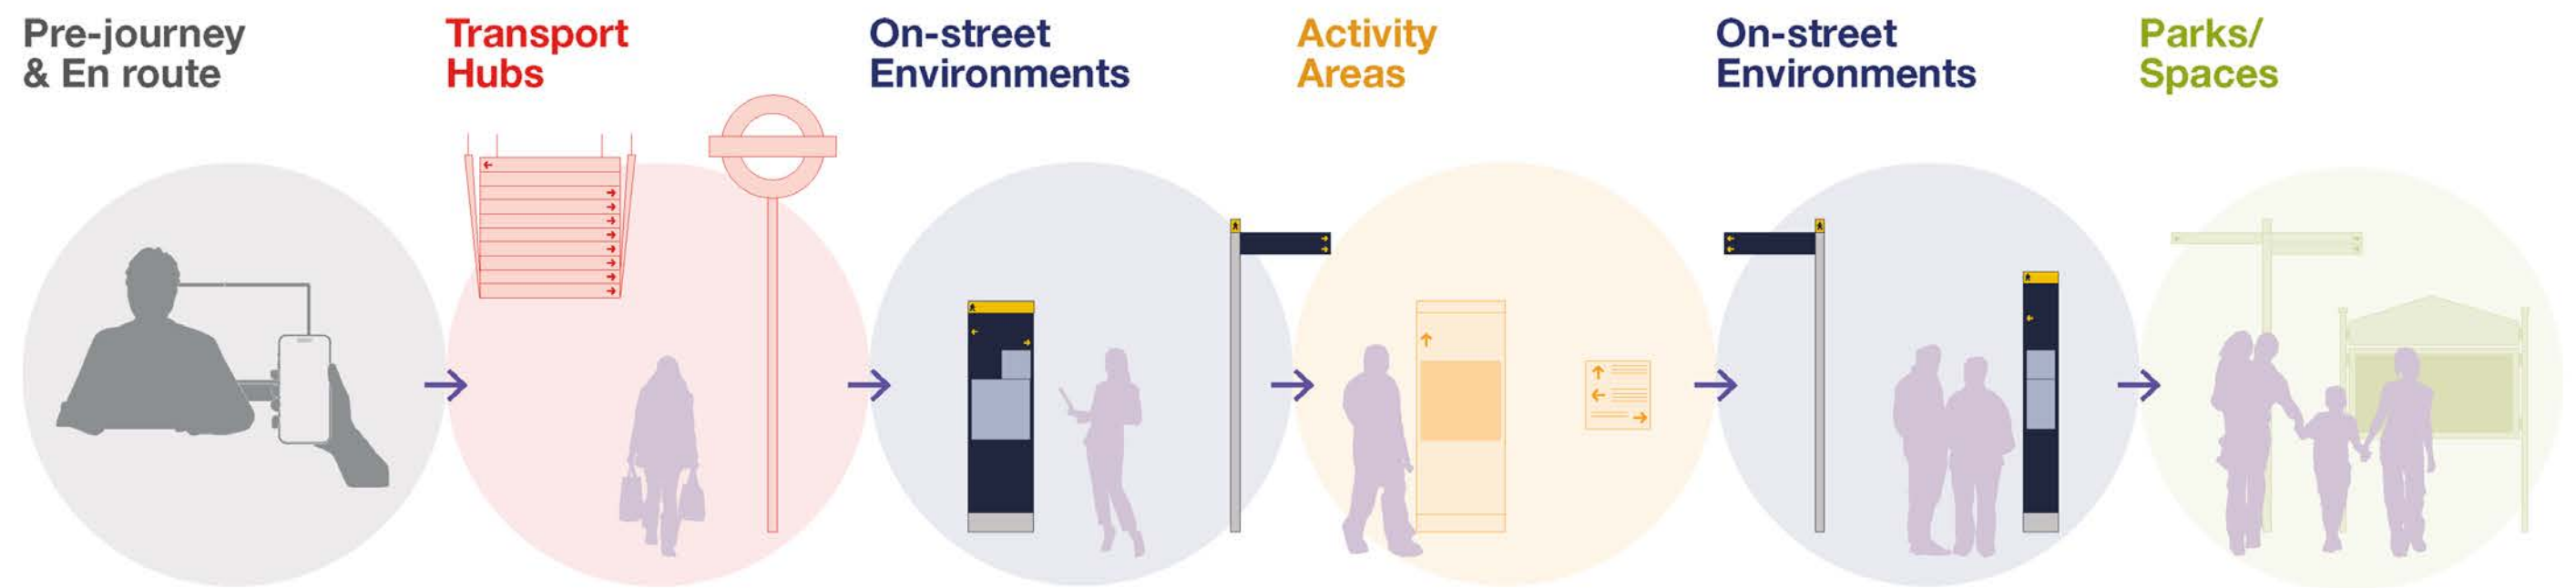 Pre-journey
& En route
Transport
Hubs
On-street
Environments
Activity
Areas
On-street
Environments
Parks/
Spaces